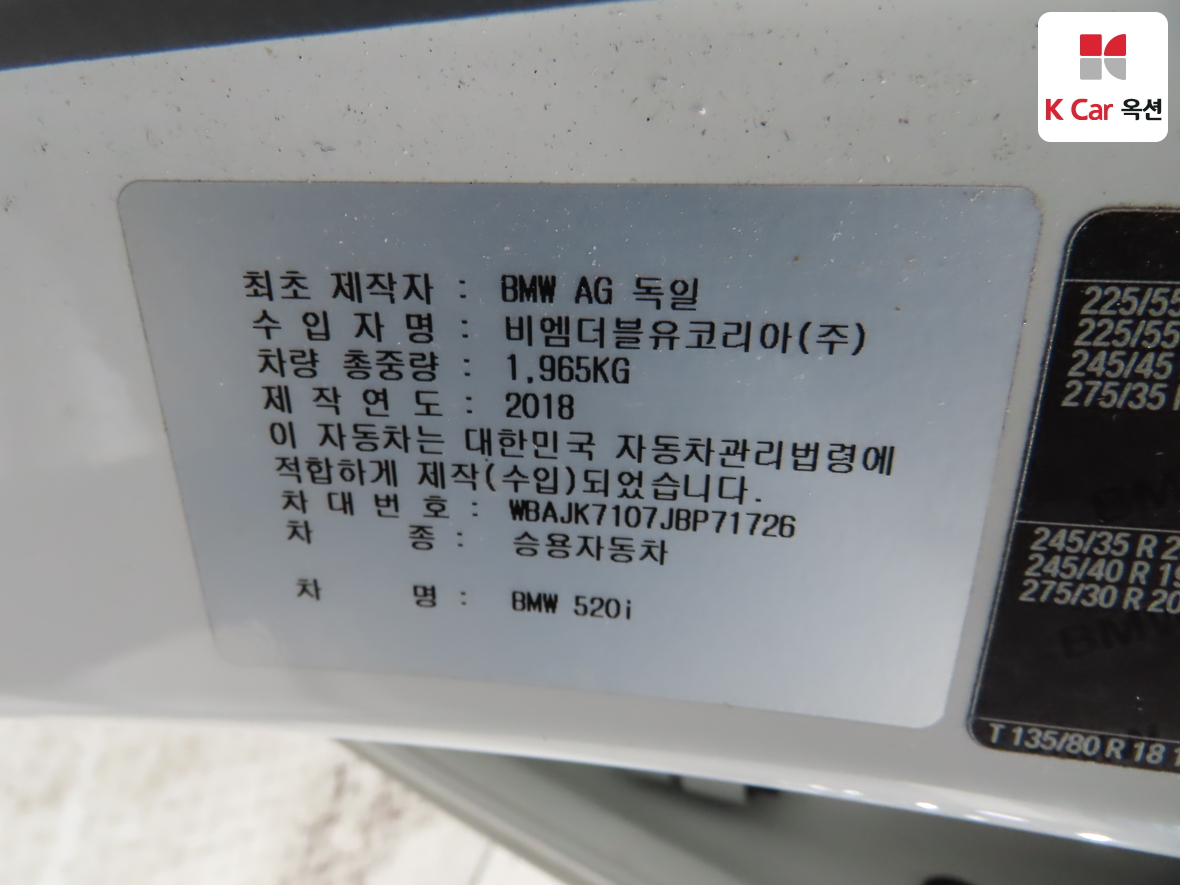 K Car 옥션
최초 제작자 : BMW AG 독일
수 입 자 명 : 비엠더블유코리아(주)
차량 총중량 : 1,965KG
제 작 연 도 : 2018
이 자동차는 대한민국 자동차관리법령에
적합하게 제작(수입)되었습니다.
차 대 번 호 : WBAJK7107JBP71726
차 종 : 승용자동차
차 명 : BMW 520i
225/55
225/55
245/45
275/35
245/35 R 2
245/40 R 19
275/30 R 20
T 135/80 R 18 1